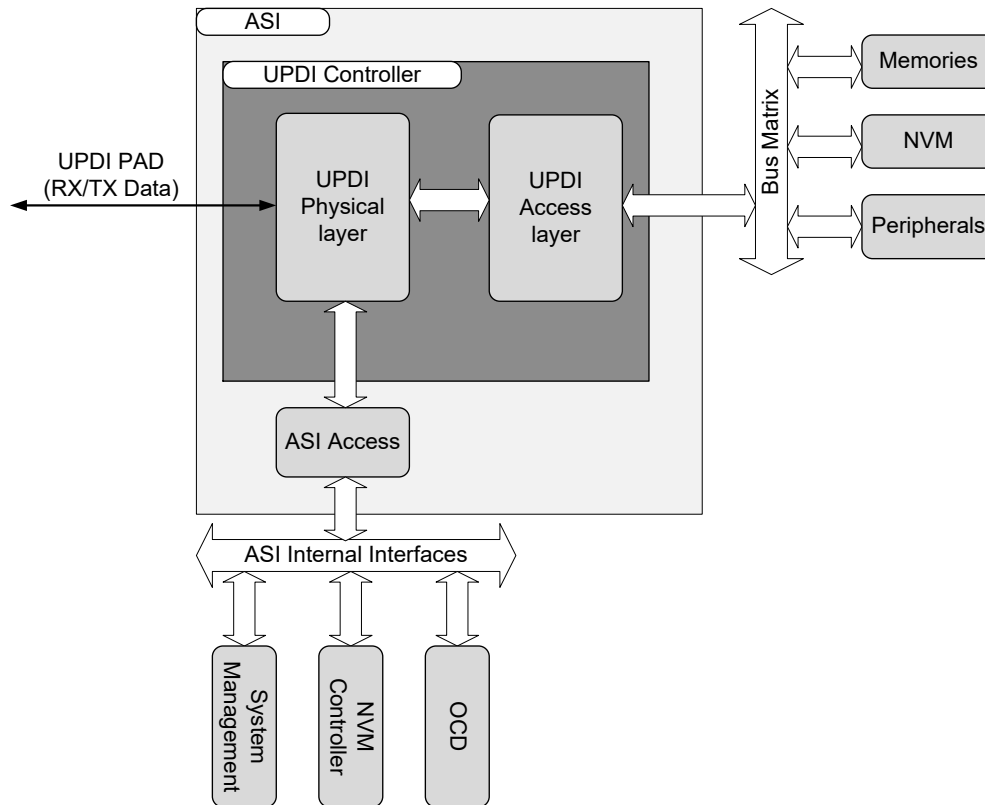 ASI
UPDI Controller
UPDI PAD
(RX/TX Data)
UPDI
Physical
layer
UPDI
Access
layer
Bus Matrix
Memories
NVM
Peripherals
ASI Access
ASI Internal Interfaces
System
Management
NVM
Controller
OCD